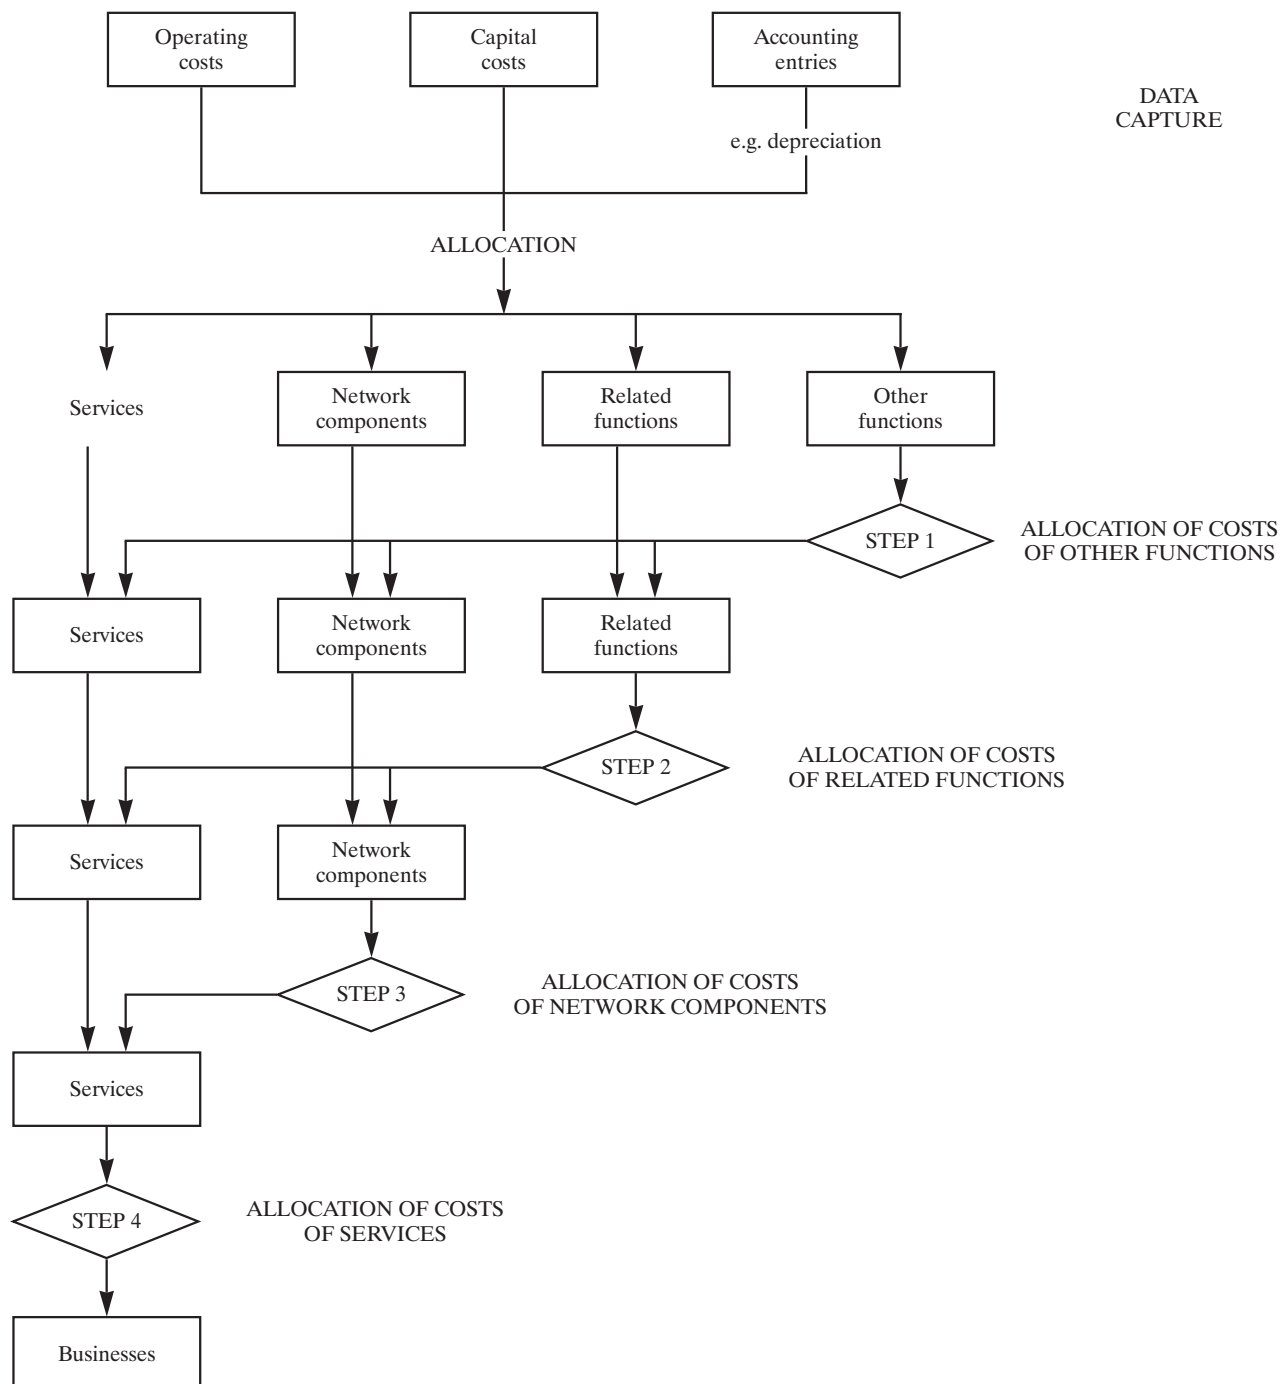 Operating
costs
Capital
costs
Accounting
entries
DATA
CAPTURE
e.g. depreciation
ALLOCATION
Services
Network
components
Related
functions
Other
functions
STEP 1
ALLOCATION OF COSTS
OF OTHER FUNCTIONS
Services
Network
components
Related
functions
STEP 2
ALLOCATION OF COSTS
OF RELATED FUNCTIONS
Services
Network
components
STEP 3
ALLOCATION OF COSTS
OF NETWORK COMPONENTS
Services
STEP 4
ALLOCATION OF COSTS
OF SERVICES
Businesses